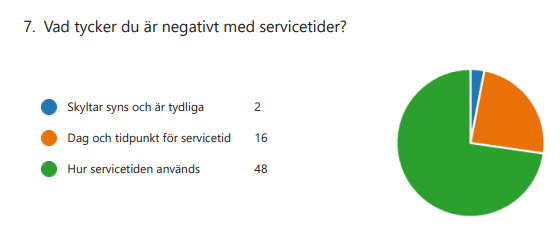 7. Vad tycker du är negativt med servicetider?
Skyltar syns och är tydliga 2
Dag och tidpunkt för servicetid 16
Hur servicetiden används 48